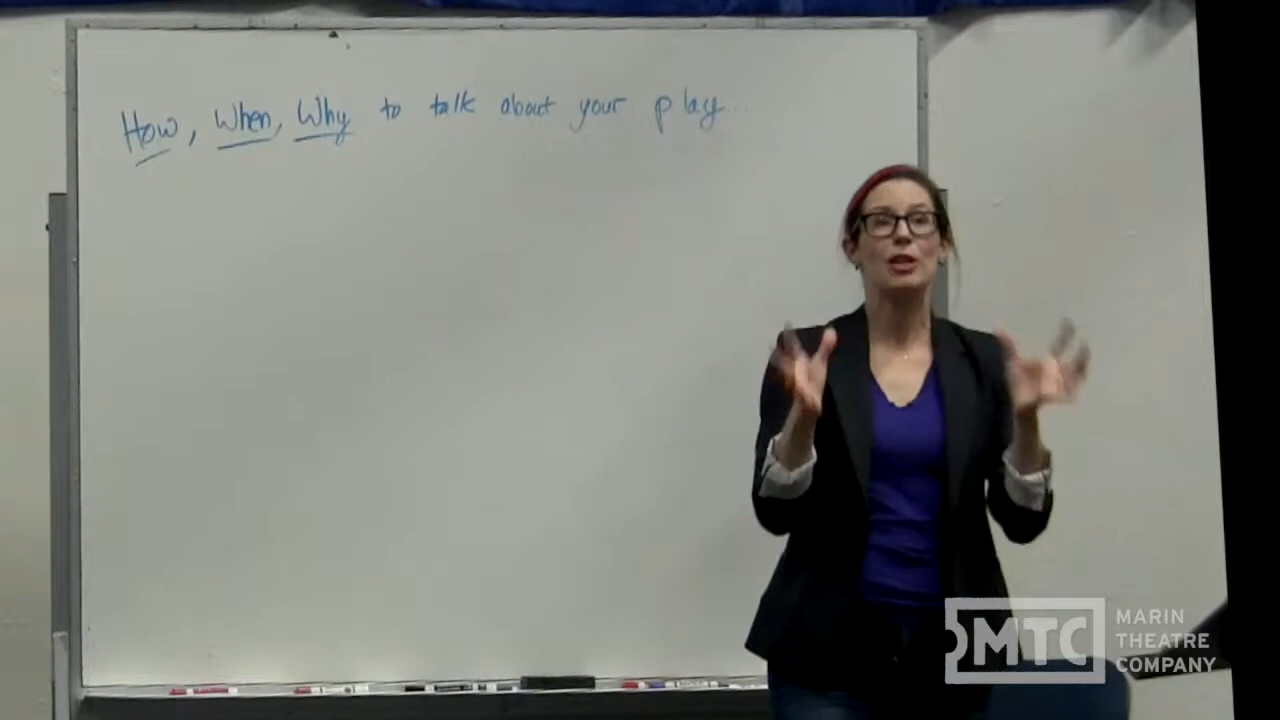 How, When, Why to talk about your play...
MTC
MARIN
THEATRE
COMPANY